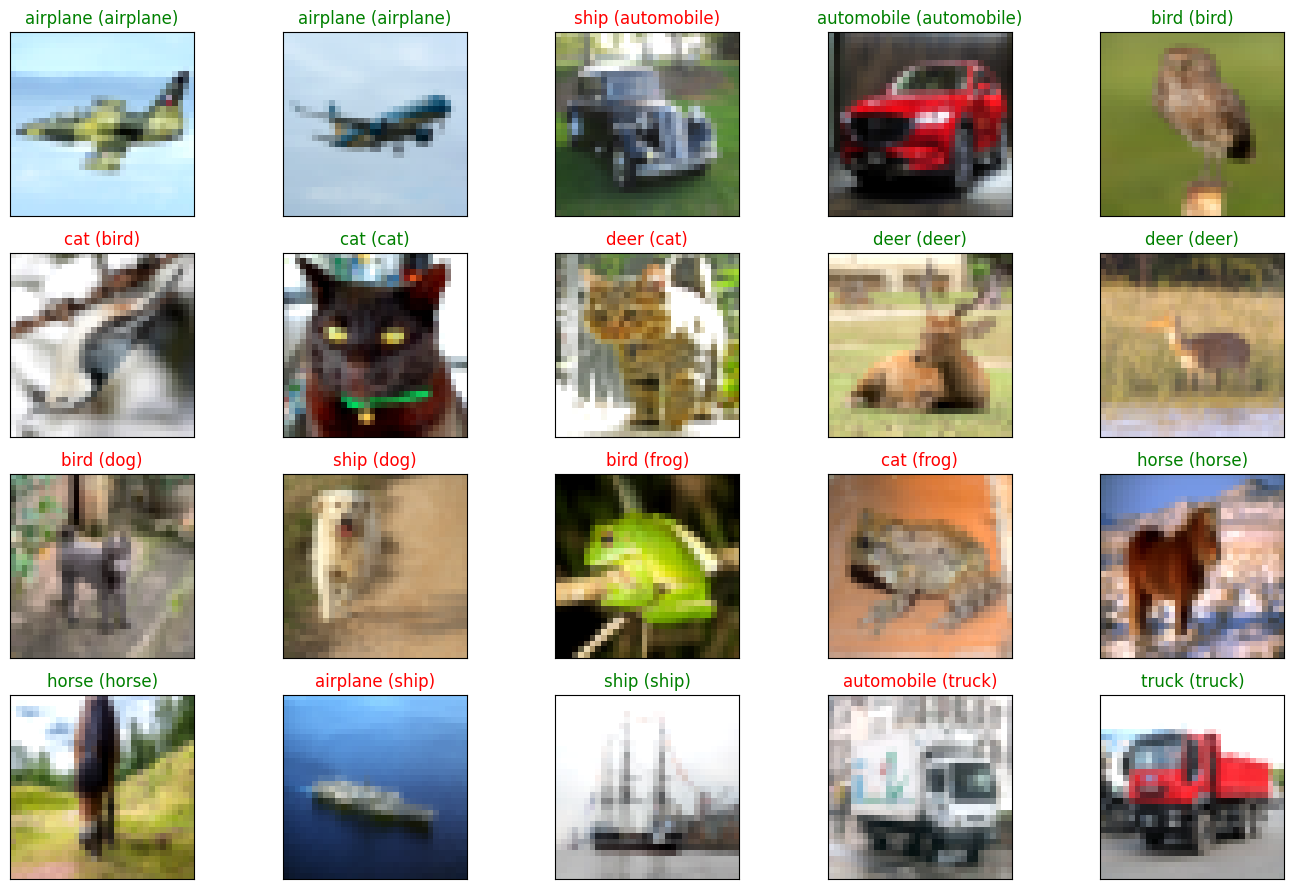 airplane (airplane)
airplane (airplane)
ship (automobile)
automobile (automobile)
bird (bird)
cat (bird)
cat (cat)
deer (cat)
deer (deer)
deer (deer)
bird (dog)
ship (dog)
bird (frog)
cat (frog)
horse (horse)
horse (horse)
airplane (ship)
ship (ship)
automobile (truck)
truck (truck)